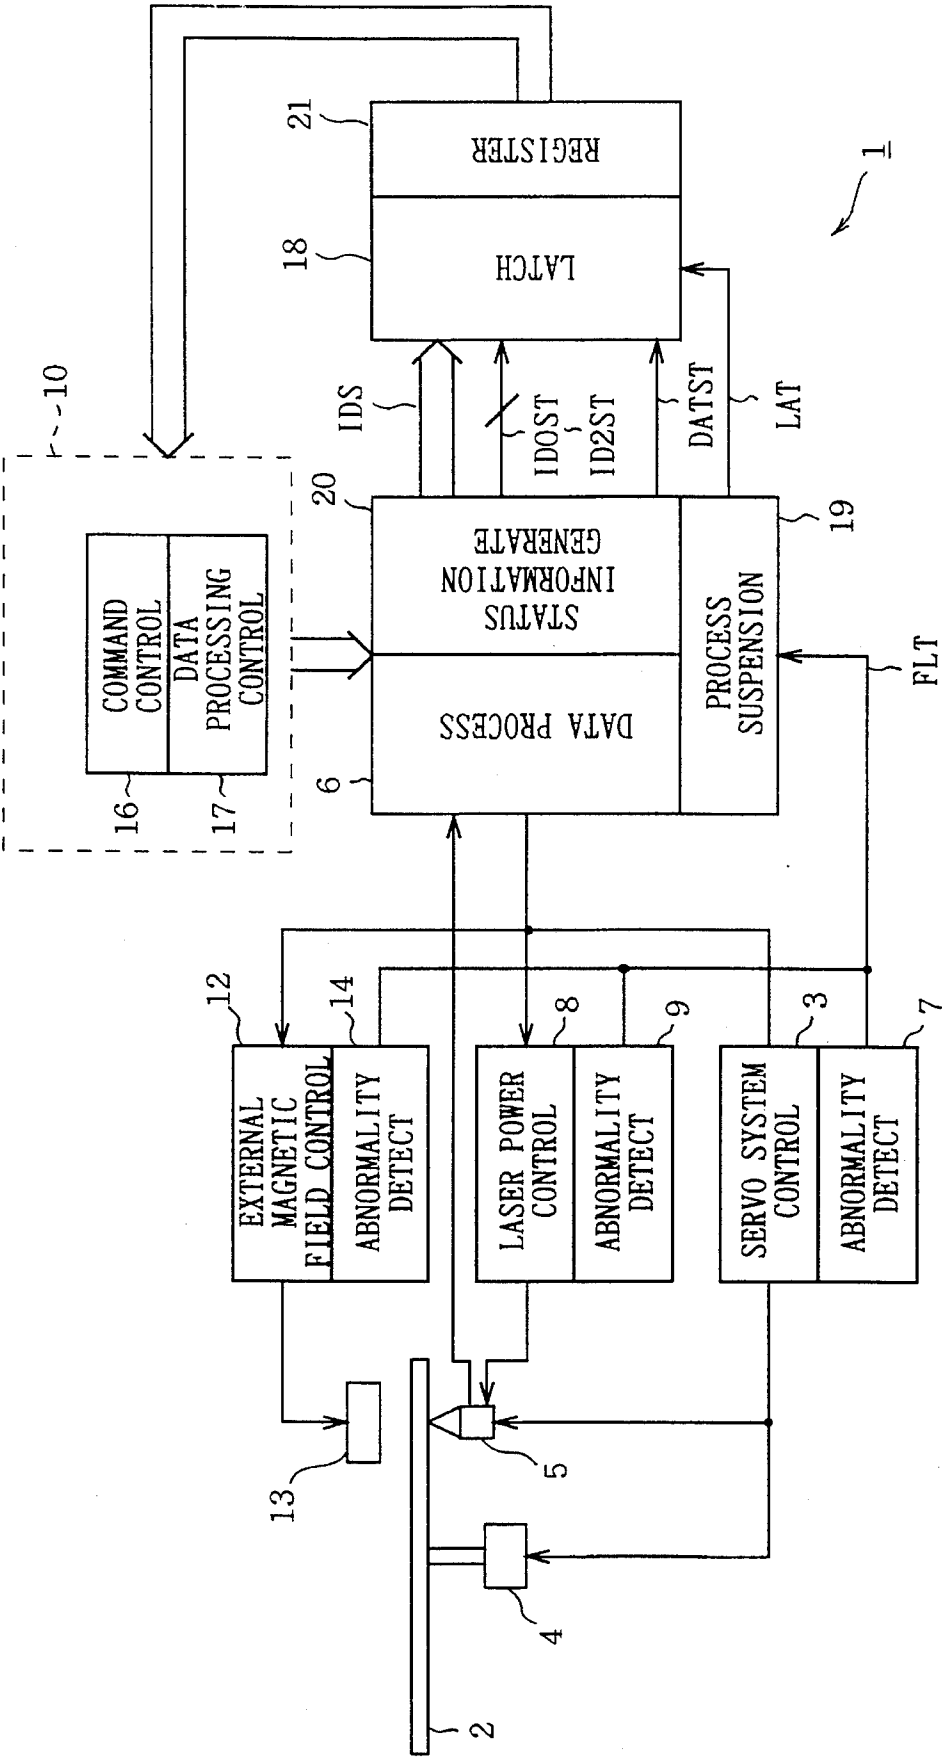 10
COMMAND
CONTROL
DATA
PROCESSING
CONTROL
16
17
12
EXTERNAL
MAGNETIC
FIELD CONTROL
14
ABNORMALITY
DETECT
13
6
DATA PROCESS
20
STATUS
INFORMATION
GENERATE
IDS
IDOST
ID2ST
DATST
LAT
18
LATCH
21
REGISTER
1
PROCESS
SUSPENSION
19
FLT
8
LASER POWER
CONTROL
9
ABNORMALITY
DETECT
3
SERVO SYSTEM
CONTROL
7
ABNORMALITY
DETECT
5
4
2